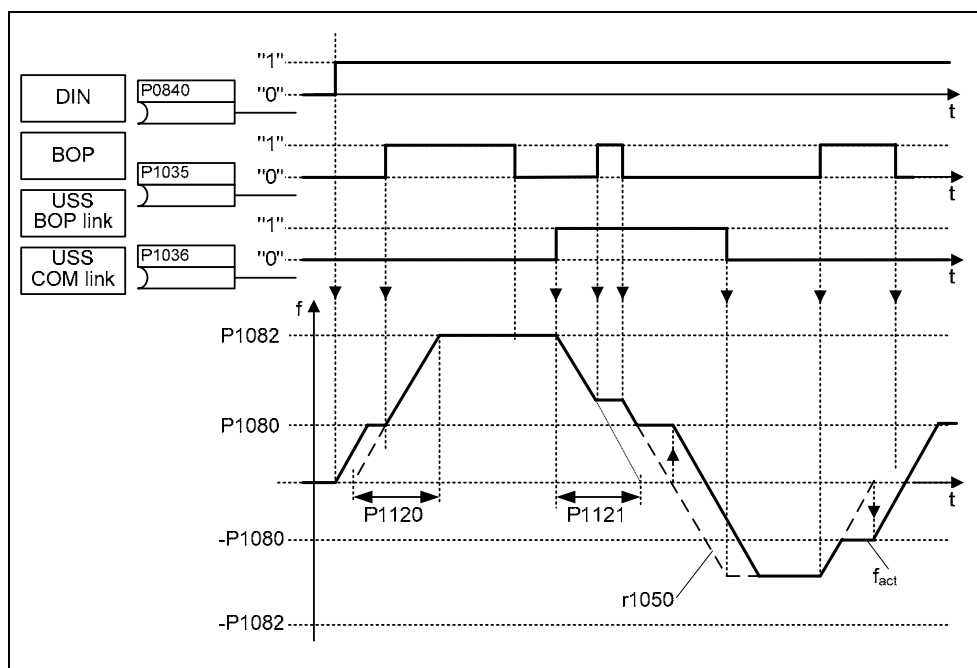 "1"
DIN
P0840
"0"
t
BOP
"1"
P1035
"0"
t
USS
BOP link
"1"
USS
COM link
P1036
"0"
t
f
P1082
P1080
t
P1120
P1121
-P1080
fact
r1050
-P1082